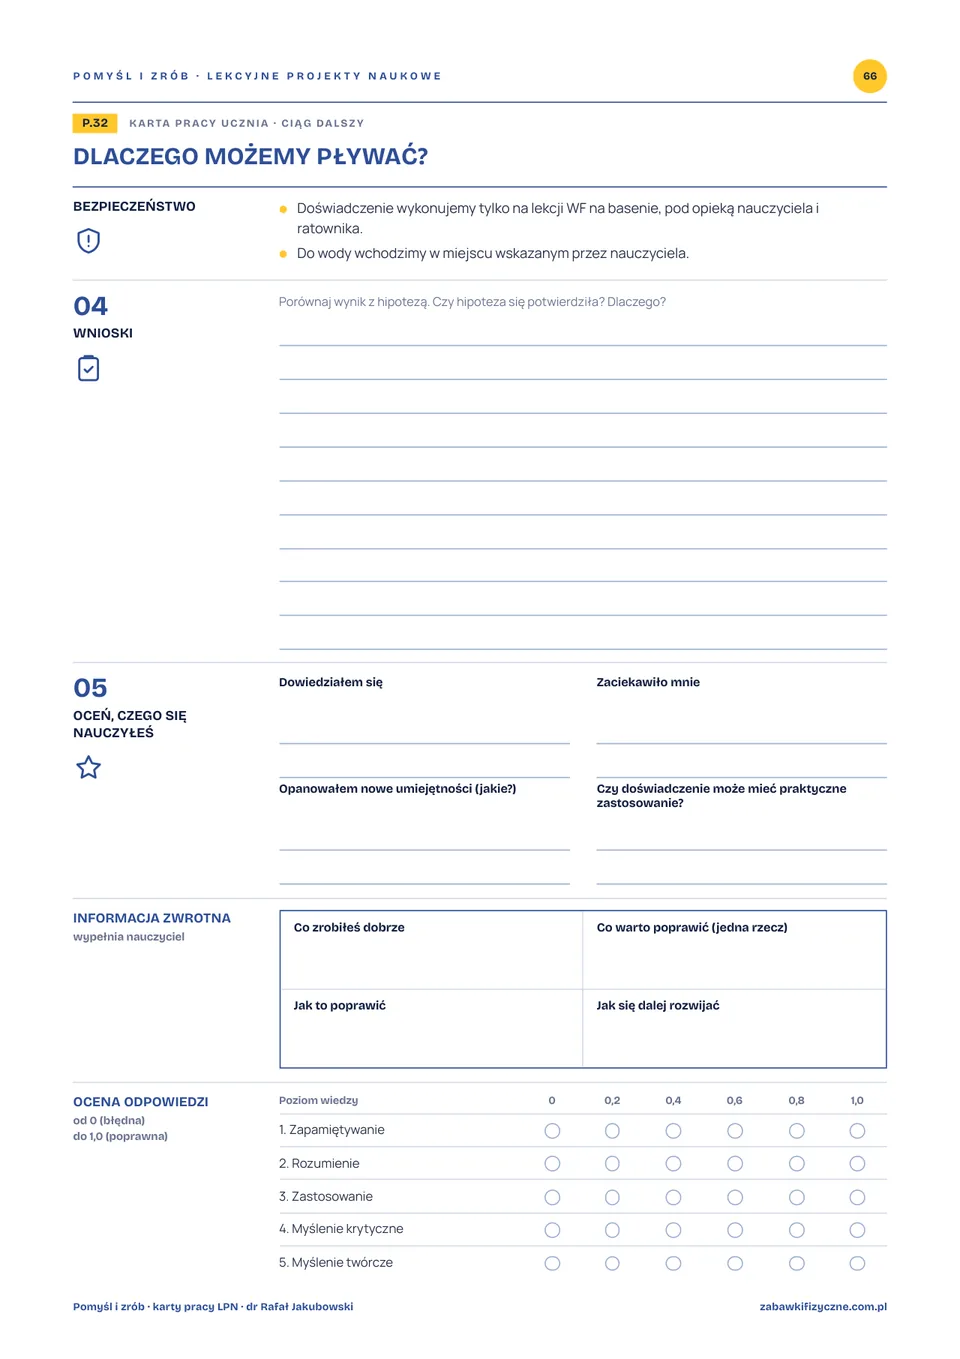 POMYŚL I ZRÓB · LEKCYJNE PROJEKTY NAUKOWE
66
P.32 KARTA PRACY UCZNIA · CIĄG DALSZY
DLACZEGO MOŻEMY PŁYWAĆ?
BEZPIECZEŃSTWO
Doświadczenie wykonujemy tylko na lekcji WF na basenie, pod opieką nauczyciela i
ratownika.
Do wody wchodzimy w miejscu wskazanym przez nauczyciela.
04
WNIOSKI
Porównaj wynik z hipotezą. Czy hipoteza się potwierdziła? Dlaczego?
05
OCEŃ, CZEGO SIĘ
NAUCZYŁEŚ
Dowiedziałem się
Zaciekawiło mnie
Opanowałem nowe umiejętności (jakie?)
Czy doświadczenie może mieć praktyczne
zastosowanie?
INFORMACJA ZWROTNA
wypełnia nauczyciel
Co zrobiłeś dobrze
Co warto poprawić (jedna rzecz)
Jak to poprawić
Jak się dalej rozwijać
OCENA ODPOWIEDZI
od 0 (błędna)
do 1,0 (poprawna)
Poziom wiedzy 0 0,2 0,4 0,6 0,8 1,0
1. Zapamiętywanie
2. Rozumienie
3. Zastosowanie
4. Myślenie krytyczne
5. Myślenie twórcze
Pomyśl i zrób · karty pracy LPN · dr Rafał Jakubowski
zabawkifizyczne.com.pl